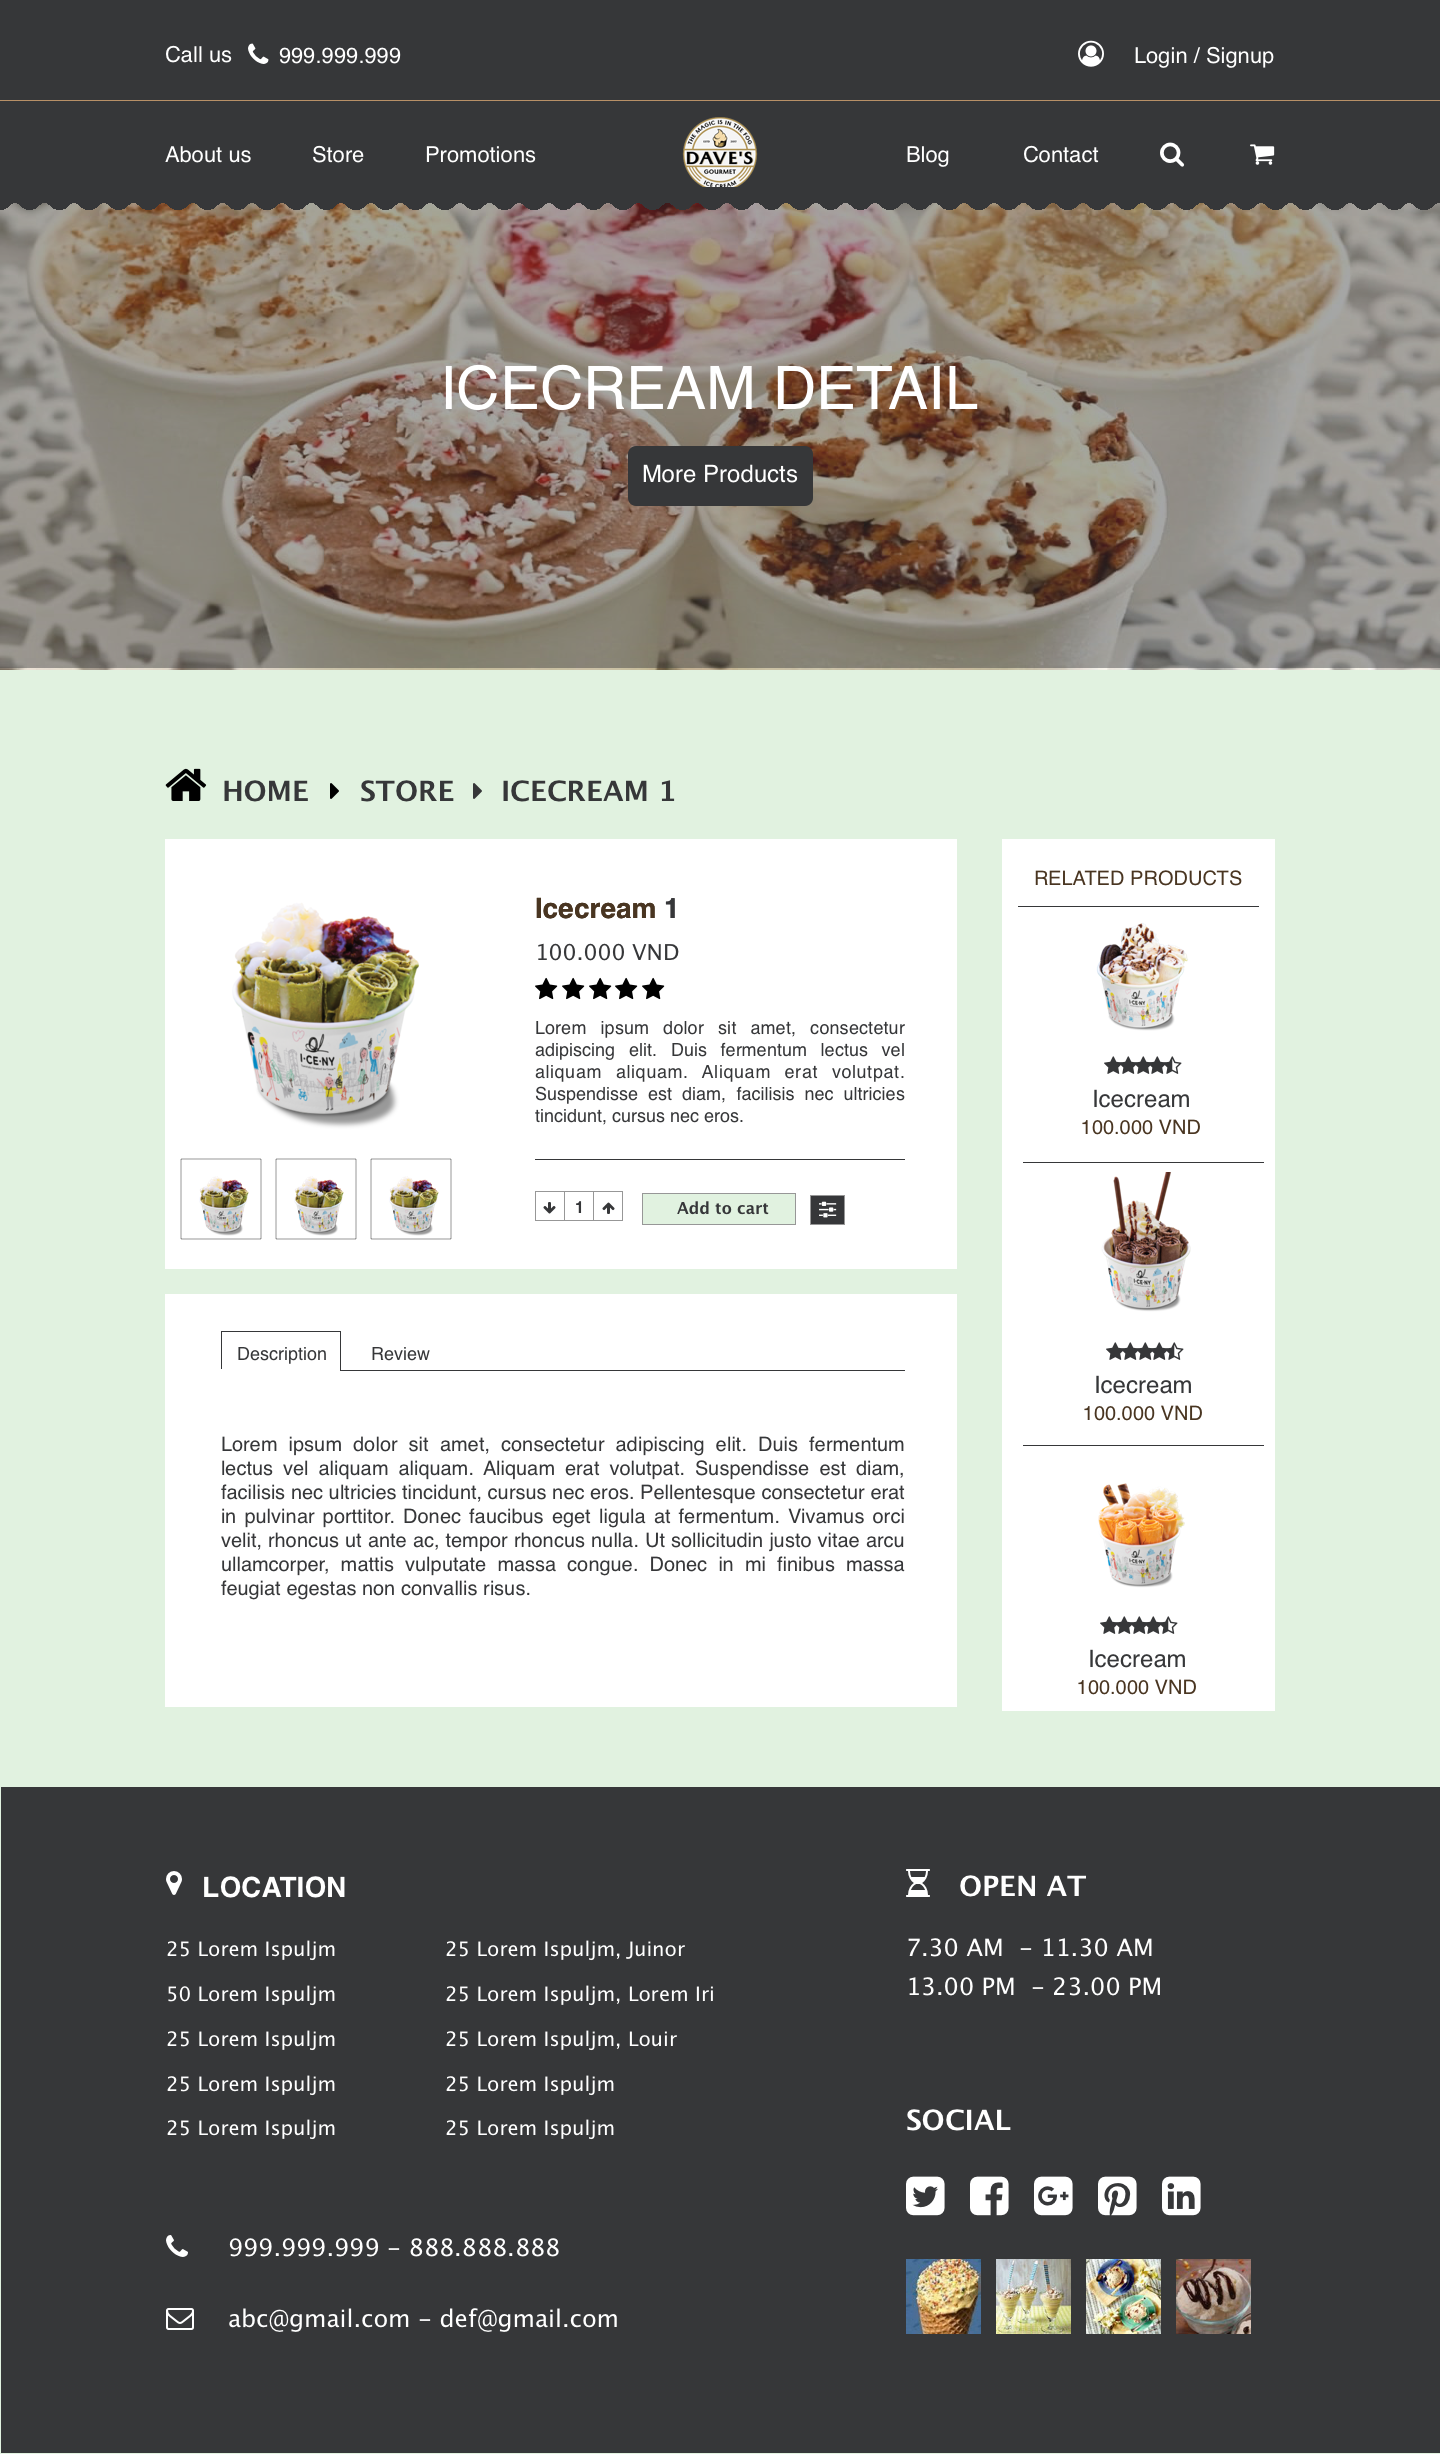 Call us 999.999.999
Login / Signup
About us Store Promotions
THE MAGIC IS IN THE FOG
DAVE'S
GOURMET
ICE CREAM
Blog Contact
ICECREAM DETAIL
More Products
HOME STORE ICECREAM 1
Icecream 1
100.000 VND
Lorem ipsum dolor sit amet, consectetur
adipiscing elit. Duis fermentum lectus vel
aliquam aliquam. Aliquam erat volutpat.
Suspendisse est diam, facilisis nec ultricies
tincidunt, cursus nec eros.
1
Add to cart
I·CE·NY
Description Review
Lorem ipsum dolor sit amet, consectetur adipiscing elit. Duis fermentum
lectus vel aliquam aliquam. Aliquam erat volutpat. Suspendisse est diam,
facilisis nec ultricies tincidunt, cursus nec eros. Pellentesque consectetur erat
in pulvinar porttitor. Donec faucibus eget ligula at fermentum. Vivamus orci
velit, rhoncus ut ante ac, tempor rhoncus nulla. Ut sollicitudin justo vitae arcu
ullamcorper, mattis vulputate massa congue. Donec in mi finibus massa
feugiat egestas non convallis risus.
RELATED PRODUCTS
I·CE·NY
Icecream
100.000 VND
I·CE·NY
Icecream
100.000 VND
I·CE·NY
Icecream
100.000 VND
LOCATION
25 Lorem Ispuljm
50 Lorem Ispuljm
25 Lorem Ispuljm
25 Lorem Ispuljm
25 Lorem Ispuljm
25 Lorem Ispuljm, Juinor
25 Lorem Ispuljm, Lorem Iri
25 Lorem Ispuljm, Louir
25 Lorem Ispuljm
25 Lorem Ispuljm
999.999.999 – 888.888.888
abc@gmail.com – def@gmail.com
OPEN AT
7.30 AM – 11.30 AM
13.00 PM – 23.00 PM
SOCIAL